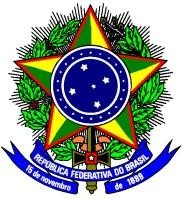 REPÚBLICA FEDERATIVA DO BRASIL
15 de novembro de 1889